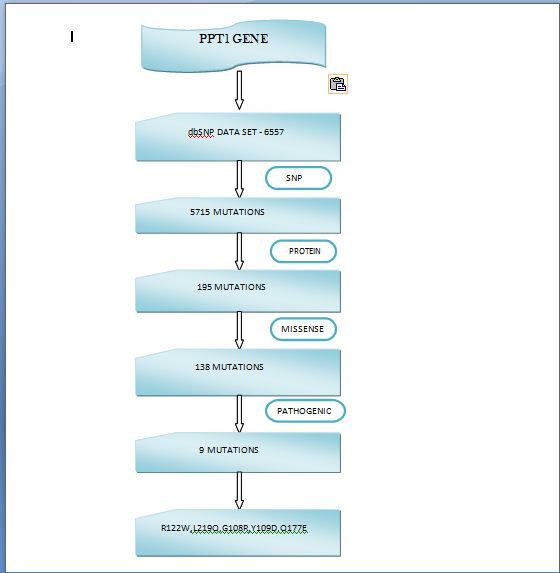 PPT1 GENE
dbSNP DATA SET - 6557
SNP
5715 MUTATIONS
PROTEIN
195 MUTATIONS
MISSENSE
138 MUTATIONS
PATHOGENIC
9 MUTATIONS
R122W,L219Q,G108R,Y109D,Q177E